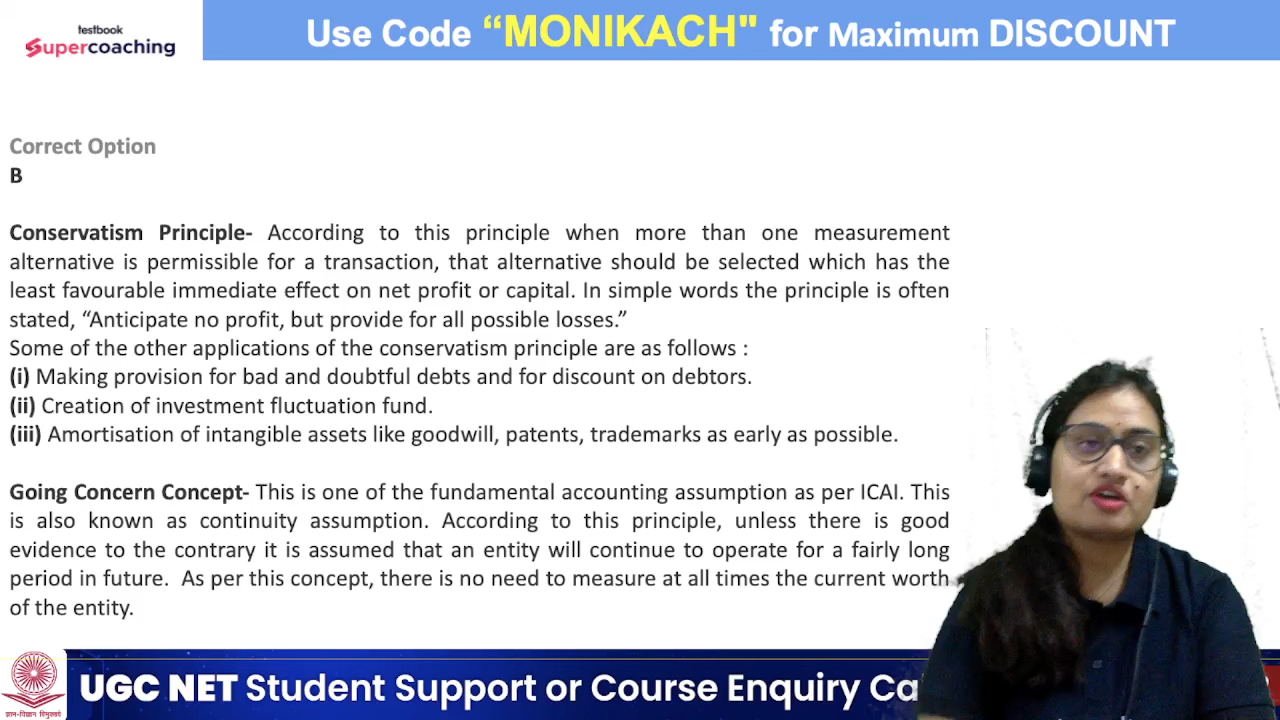 testbook
Supercoaching
Use Code “MONIKACH" for Maximum DISCOUNT
Correct Option
B
Conservatism Principle- According to this principle when more than one measurement
alternative is permissible for a transaction, that alternative should be selected which has the
least favourable immediate effect on net profit or capital. In simple words the principle is often
stated, “Anticipate no profit, but provide for all possible losses.”
Some of the other applications of the conservatism principle are as follows :
(i) Making provision for bad and doubtful debts and for discount on debtors.
(ii) Creation of investment fluctuation fund.
(iii) Amortisation of intangible assets like goodwill, patents, trademarks as early as possible.
Going Concern Concept- This is one of the fundamental accounting assumption as per ICAI. This
is also known as continuity assumption. According to this principle, unless there is good
evidence to the contrary it is assumed that an entity will continue to operate for a fairly long
period in future. As per this concept, there is no need to measure at all times the current worth
of the entity.
UGC NET Student Support or Course Enquiry Ca
ज्ञान-विज्ञान विमुक्तये